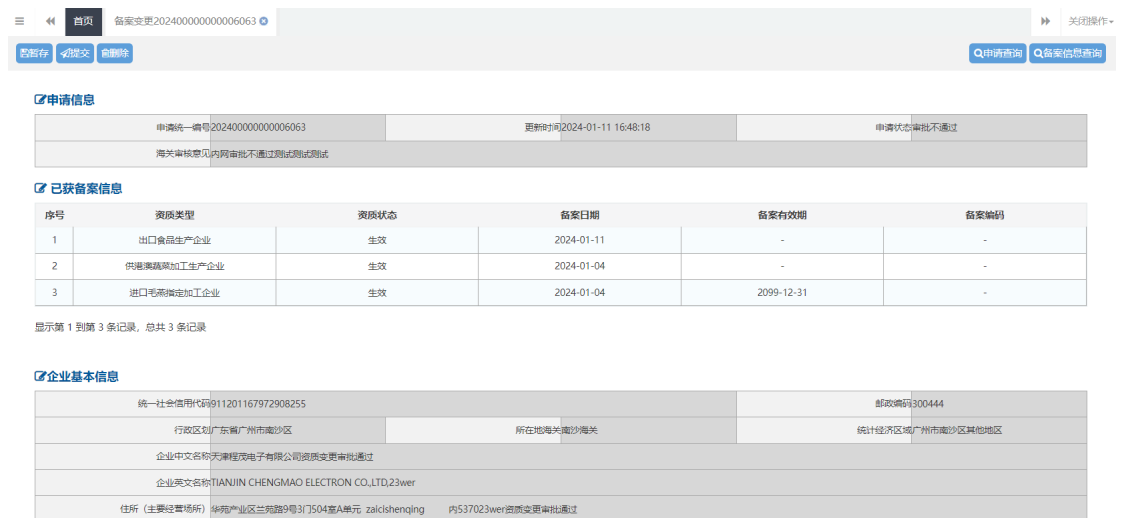 首页 备案变更202400000000006063 关闭操作
暂存 提交 删除 申请查询 备案信息查询
申请信息
申请统一编号 202400000000006063 更新时间 2024-01-11 16:48:18 申请状态 审批不通过
海关审核意见 内网审批不通过测试测试测试
已获备案信息
序号 资质类型 资质状态 备案日期 备案有效期 备案编码
1 出口食品生产企业 生效 2024-01-11 - -
2 供港澳蔬菜加工生产企业 生效 2024-01-04 - -
3 进口毛燕指定加工企业 生效 2024-01-04 2099-12-31 -
显示第 1 到第 3 条记录，总共 3 条记录
企业基本信息
统一社会信用代码 911201167972908255 邮政编码 300444
行政区划 广东省广州市南沙区 所在地海关 南沙海关 统计经济区域 广州市南沙区其他地区
企业中文名称 天津程茂电子有限公司资质变更审批通过
企业英文名称 TIANJIN CHENGMAO ELECTRON CO.,LTD,23wer
住所（主要经营场所） 华苑产业区兰苑路9号3门504室A单元 zaicishenqing 内537023wer资质变更审批通过